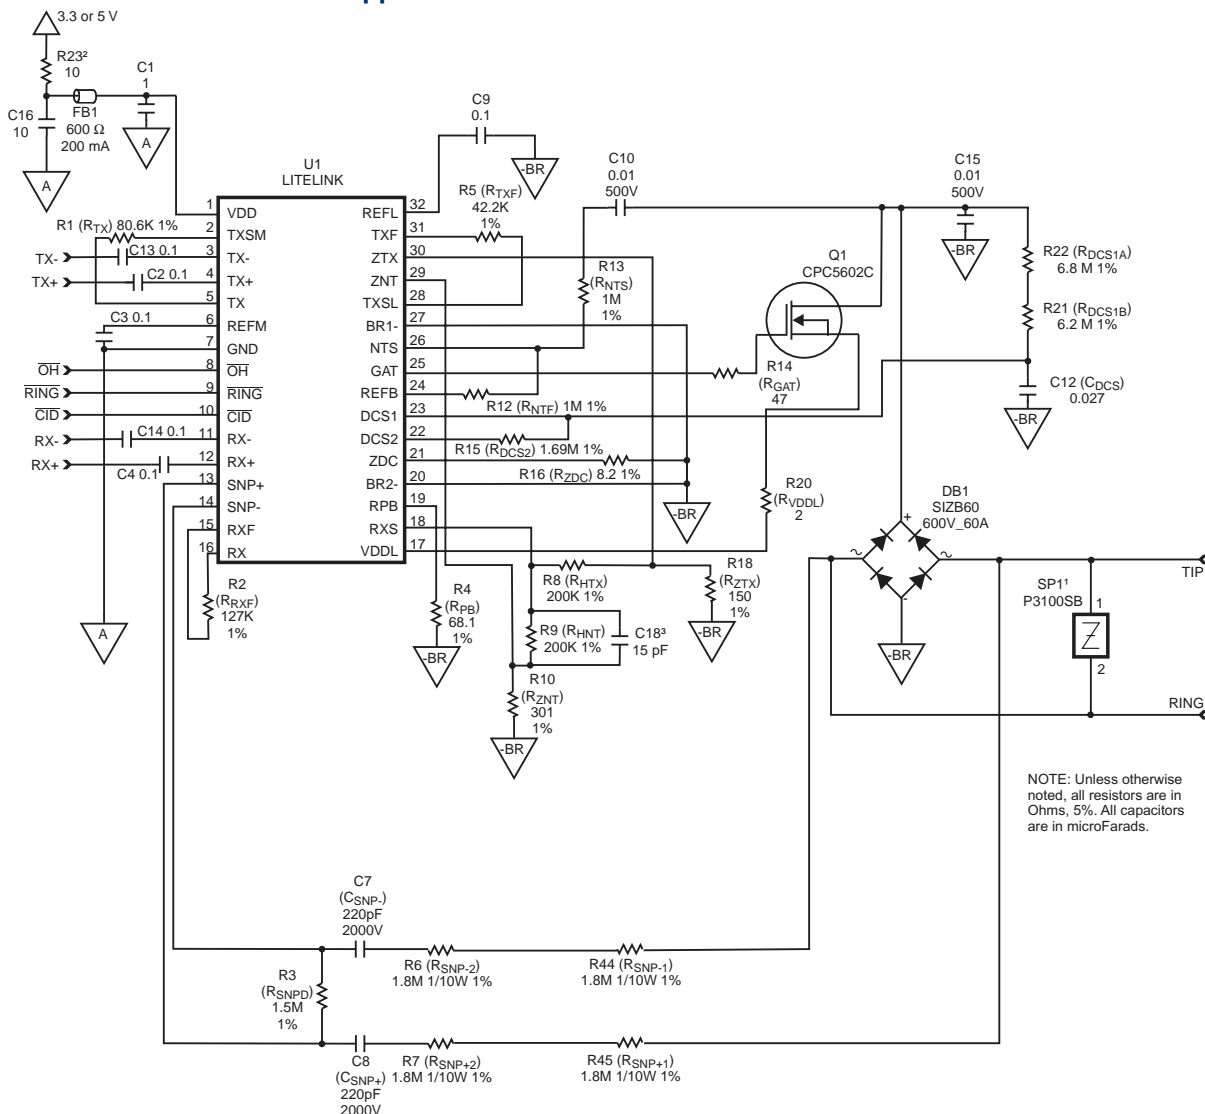 3.3 or 5 V
R23²
10
C1
1
C16
10
FB1
600 Ω
200 mA
A
A
C9
0.1
-BR
U1
LITELINK
R1 (RTX) 80.6K 1%
TX-
C13 0.1
TX+
C2 0.1
C3 0.1
OH
RING
CID
RX-
C14 0.1
RX+
C4 0.1
1
2
3
4
5
6
7
8
9
10
11
12
13
14
15
16
VDD
TXSM
TX-
TX+
TX
REFM
GND
OH
RING
CID
RX-
RX+
SNP+
SNP-
RXF
RX
REFL
TXF
ZTX
ZNT
TXSL
BR1-
NTS
GAT
REFB
DCS1
DCS2
ZDC
BR2-
RPB
RXS
VDDL
32
31
30
29
28
27
26
25
24
23
22
21
20
19
18
17
R5 (RTXF)
42.2K
1%
C10
0.01
500V
R13
(RNTS)
1M
1%
Q1
CPC5602C
C15
0.01
500V
-BR
R22 (RDCS1A)
6.8 M 1%
R21 (RDCS1B)
6.2 M 1%
C12 (CDCS)
0.027
-BR
R14
(RGAT)
47
R12 (RNTF) 1M 1%
R15 (RDCS2) 1.69M 1%
R16 (RZDC) 8.2 1%
-BR
R20
(RVDDL)
2
DB1
SIZB60
600V_60A
+
~
~
-
-BR
TIP
SP1¹
P3100SB
1
2
RING
R2
(RRXF)
127K
1%
A
R4
(RPB)
68.1
1%
-BR
R8 (RHTX)
200K 1%
R9 (RHNT)
200K 1%
C18³
15 pF
R18
(RZTX)
150
1%
-BR
R10
(RZNT)
301
1%
-BR
NOTE: Unless otherwise
noted, all resistors are in
Ohms, 5%. All capacitors
are in microFarads.
C7
(CSNP-)
220pF
2000V
R6 (RSNP-2)
1.8M 1/10W 1%
R44 (RSNP-1)
1.8M 1/10W 1%
R3
(RSNPD)
1.5M
1%
C8
(CSNP+)
220pF
2000V
R7 (RSNP+2)
1.8M 1/10W 1%
R45 (RSNP+1)
1.8M 1/10W 1%